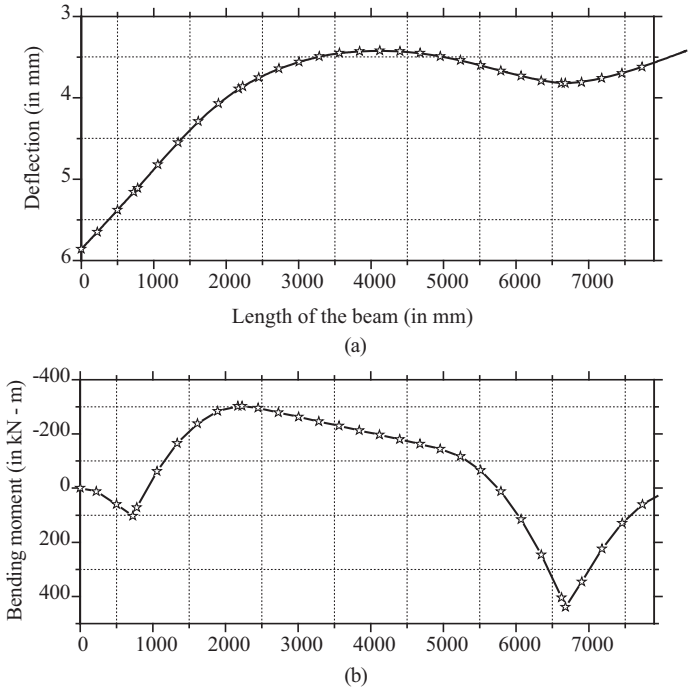 3
4
5
6
Deflection (in mm)
0 1000 2000 3000 4000 5000 6000 7000
Length of the beam (in mm)
(a)
-400
-200
0
200
400
Bending moment (in kN - m)
0 1000 2000 3000 4000 5000 6000 7000
(b)